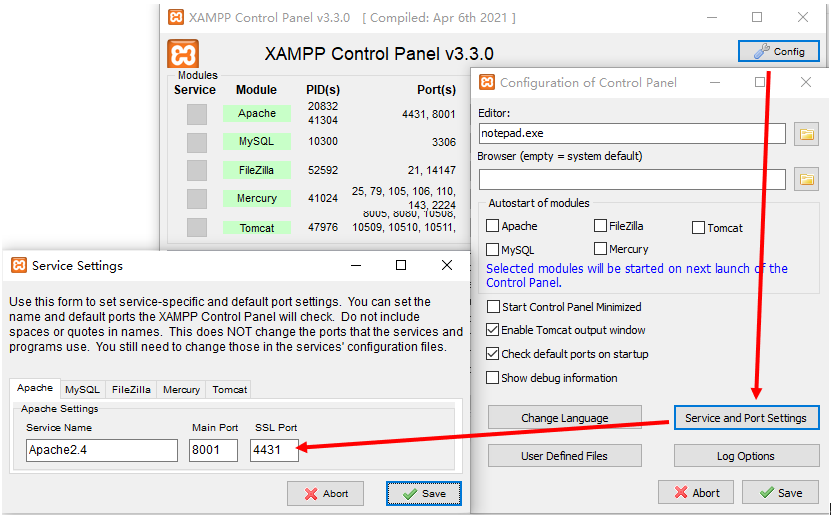 XAMPP Control Panel v3.3.0 [ Compiled: Apr 6th 2021 ]
XAMPP Control Panel v3.3.0
Config
Modules
Service Module PID(s) Port(s)
Apache 20832 41304 4431, 8001
MySQL 10300 3306
FileZilla 52592 21, 14147
Mercury 41024 25, 79, 105, 106, 110, 143, 2224
Tomcat 47976 8005, 8080, 10508, 10509, 10510, 10511,
Configuration of Control Panel
Editor:
notepad.exe
Browser (empty = system default)
Autostart of modules
Apache FileZilla Tomcat
MySQL Mercury
Selected modules will be started on next launch of the
Control Panel.
Start Control Panel Minimized
Enable Tomcat output window
Check default ports on startup
Show debug information
Change Language Service and Port Settings
User Defined Files Log Options
Abort Save
Service Settings
Use this form to set service-specific and default port settings. You can set the
name and default ports the XAMPP Control Panel will check. Do not include
spaces or quotes in names. This does NOT change the ports that the services and
programs use. You still need to change those in the services' configuration files.
Apache MySQL FileZilla Mercury Tomcat
Apache Settings
Service Name Main Port SSL Port
Apache2.4 8001 4431
Abort Save